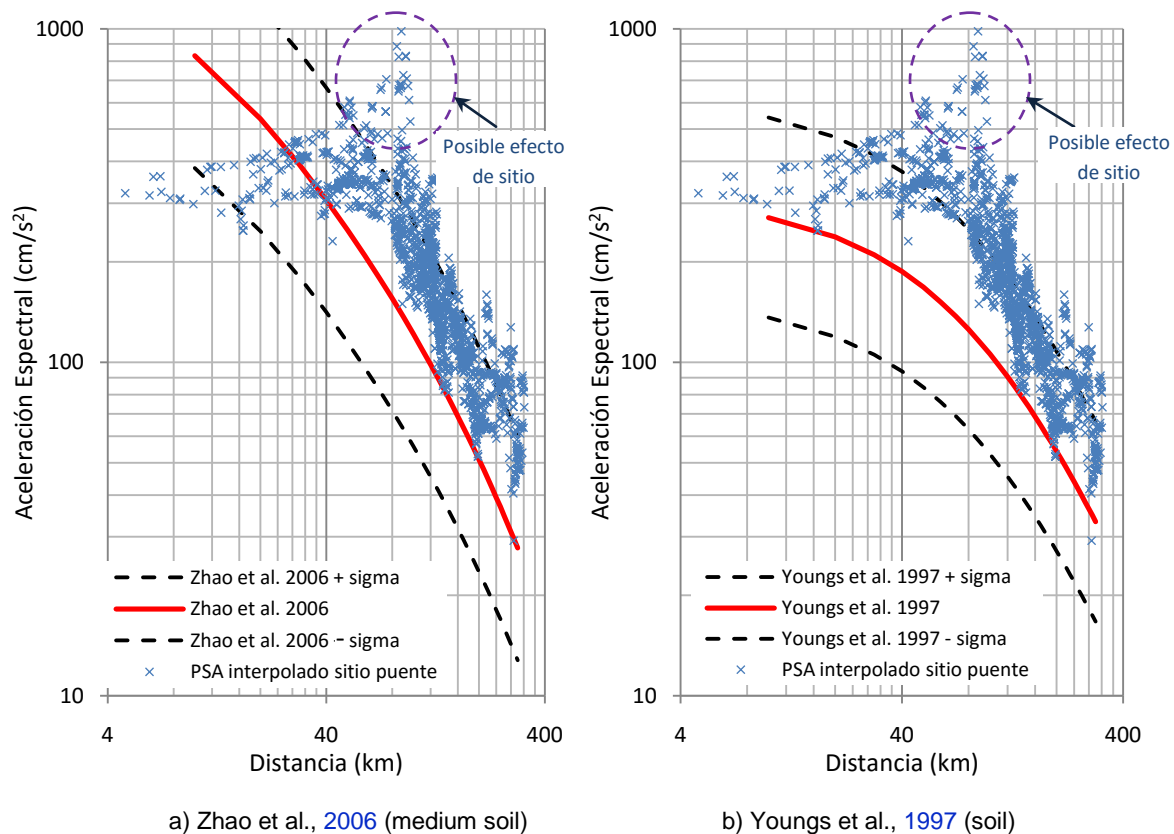 Aceleración Espectral (cm/s²)
1000
100
10
Posible efecto
de sitio
Zhao et al. 2006 + sigma
Zhao et al. 2006
Zhao et al. 2006 - sigma
PSA interpolado sitio puente
4
40
400
Distancia (km)
a) Zhao et al., 2006 (medium soil)
Aceleración Espectral (cm/s²)
1000
100
10
Posible efecto
de sitio
Youngs et al. 1997 + sigma
Youngs et al. 1997
Youngs et al. 1997 - sigma
PSA interpolado sitio puente
4
40
400
Distancia (km)
b) Youngs et al., 1997 (soil)